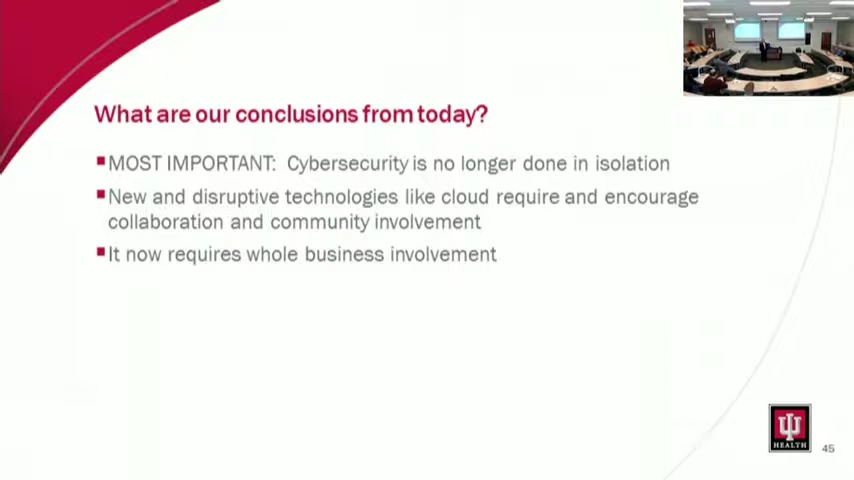 What are our conclusions from today?
MOST IMPORTANT: Cybersecurity is no longer done in isolation
New and disruptive technologies like cloud require and encourage
collaboration and community involvement
It now requires whole business involvement
IU
HEALTH
45